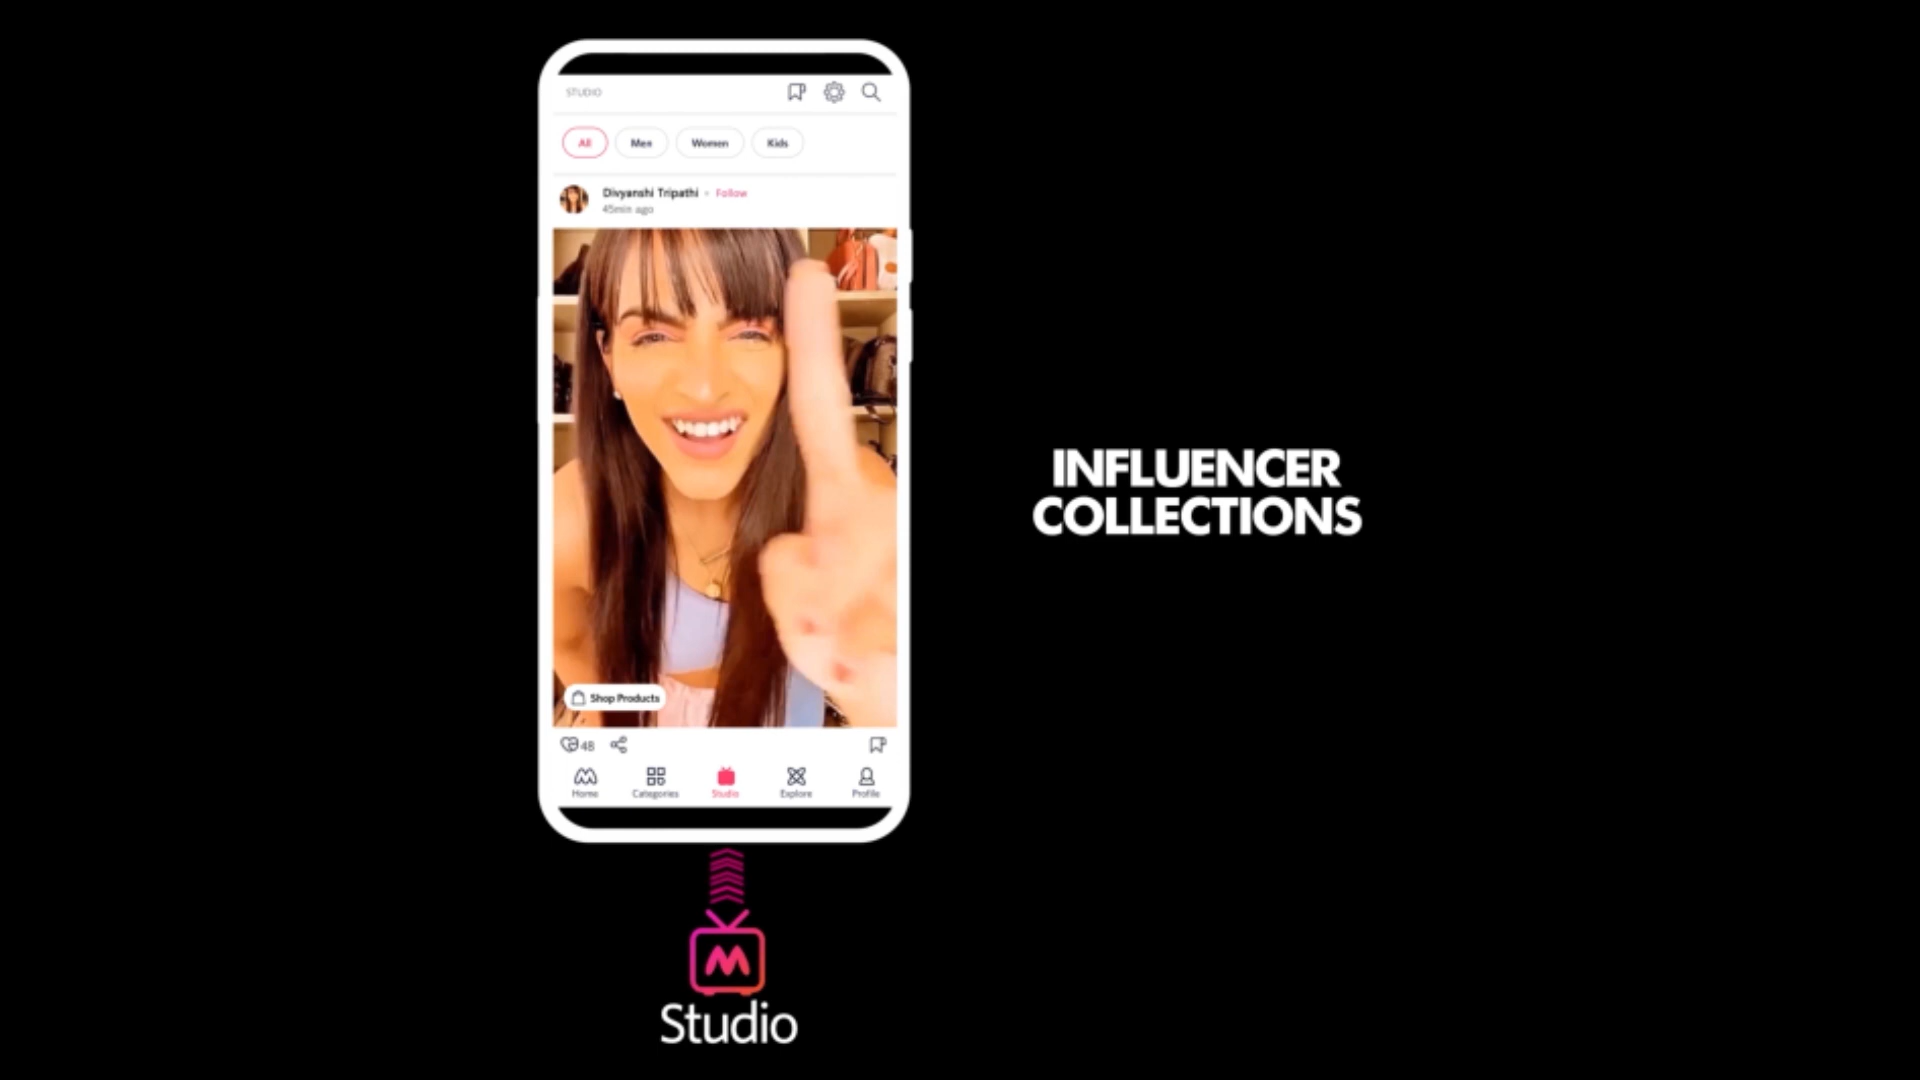 STUDIO
All
Men
Women
Kids
Divyanshi Tripathi • Follow
45min ago
INFLUENCER
COLLECTIONS
Shop Products
48
Home
Categories
Studio
Explore
Profile
Studio